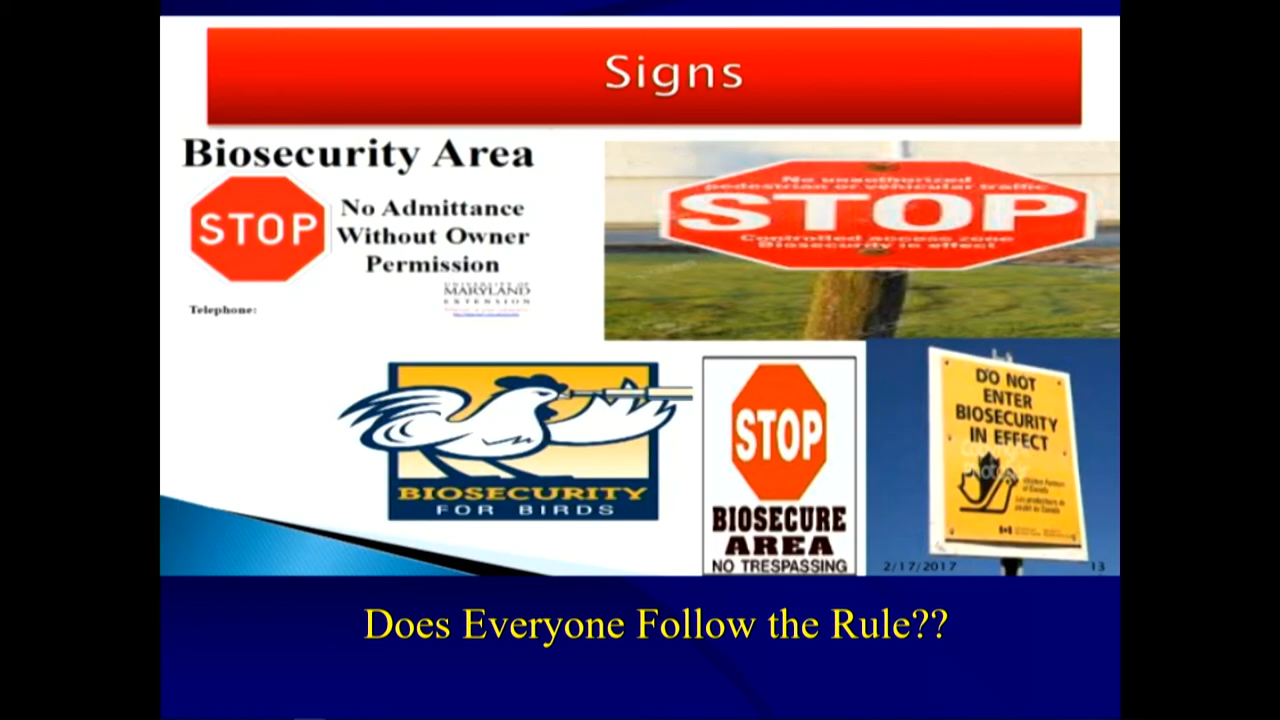 Signs
Biosecurity Area
STOP
No Admittance
Without Owner
Permission
UNIVERSITY OF
MARYLAND
EXTENSION
Telephone:
No unauthorized
pedestrian or vehicular traffic
STOP
Controlled access zone
Biosecurity in effect
BIOSECURITY
FOR BIRDS
STOP
BIOSECURE
AREA
NO TRESPASSING
DO NOT
ENTER
BIOSECURITY
IN EFFECT
2/17/2017
13
Does Everyone Follow the Rule??